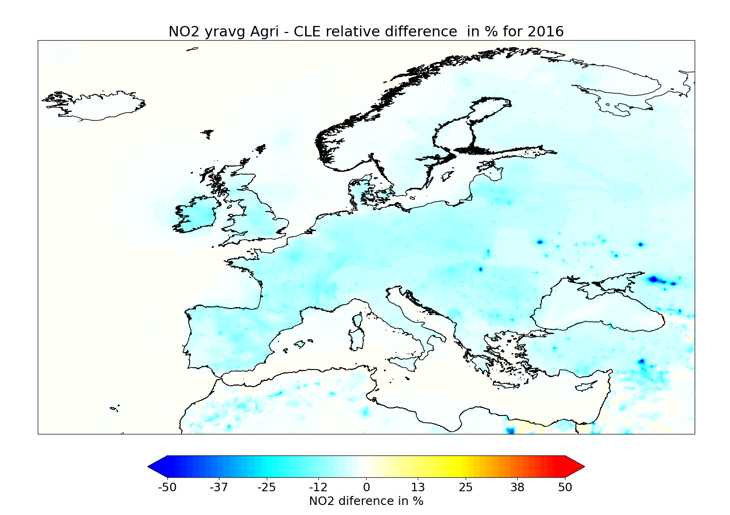 NO2 yravg Agri - CLE relative difference  in % for 2016
-50 -37 -25 -12 0 13 25 38 50
NO2 diference in %